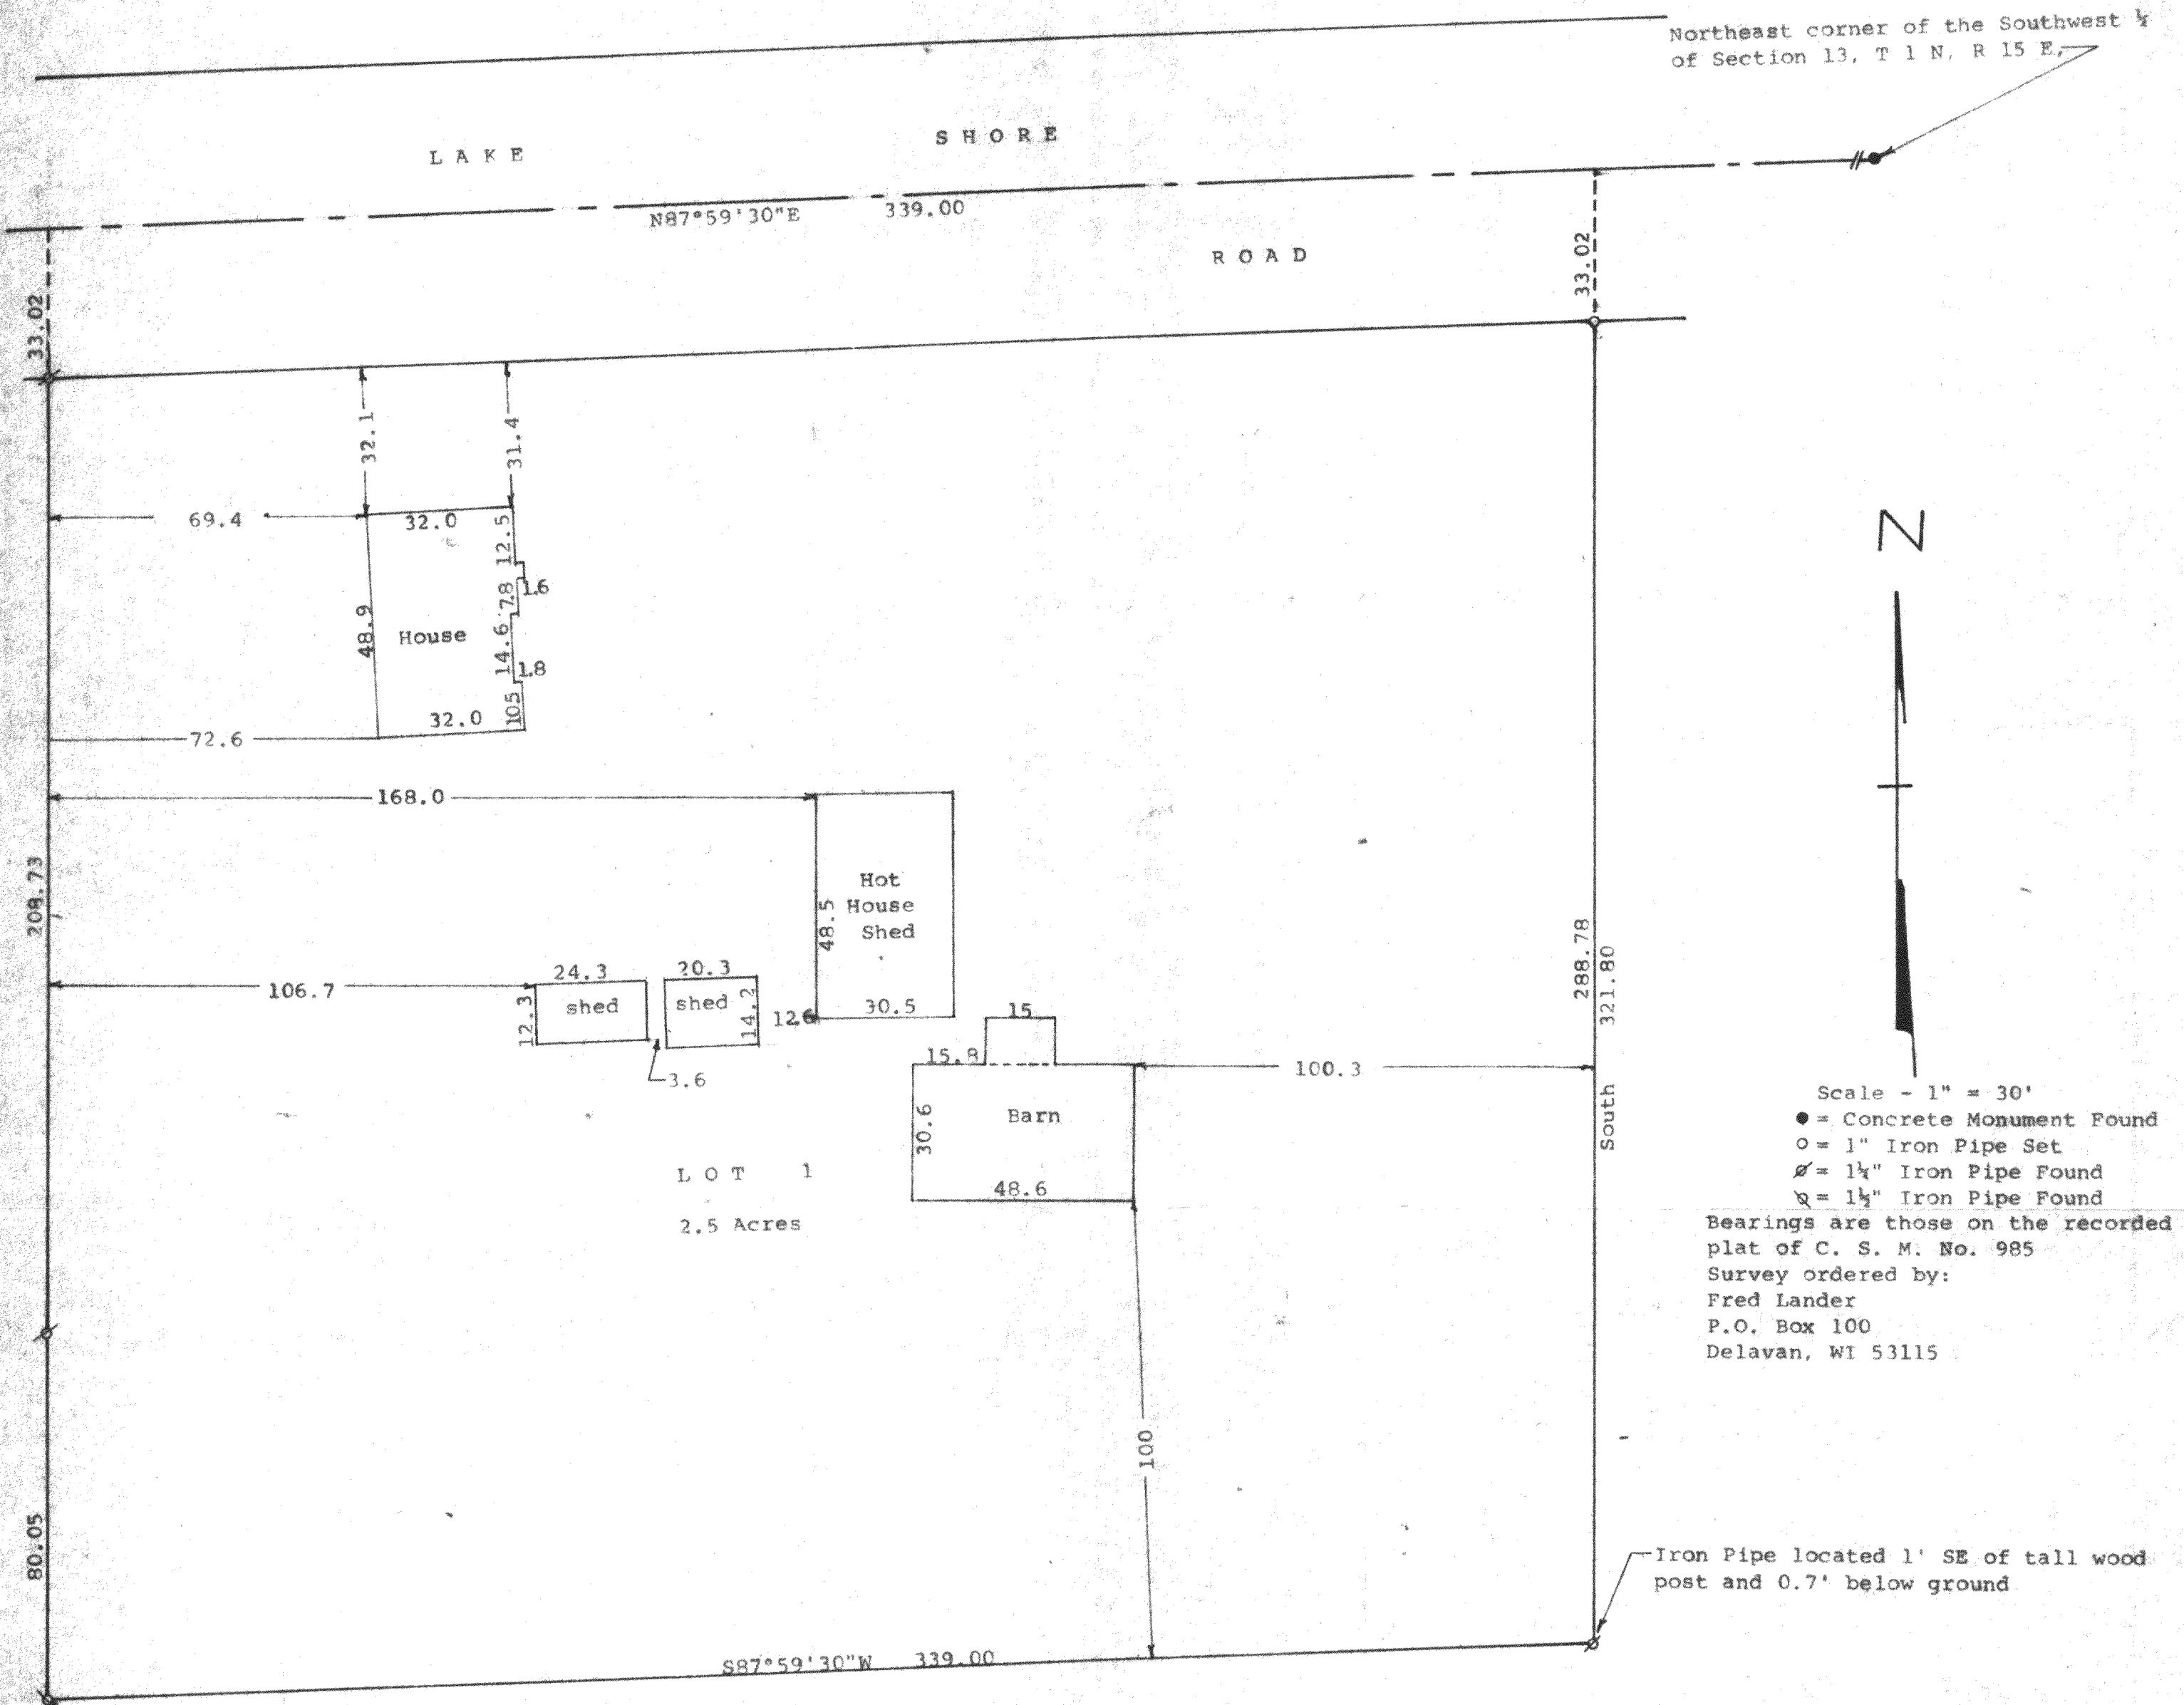 Northeast corner of the Southwest ¼
of Section 13, T 1 N, R 15 E,
LAKE SHORE ROAD
N87°59'30"E 339.00
33.02
33.02
32.1
31.4
69.4
32.0
12.5
1.6
7.8
48.9
House
14.6
1.8
10.5
32.0
72.6
168.0
208.73
Hot
House
Shed
48.5
30.5
24.3
20.3
106.7
shed
shed
12.3
14.2
12.6
3.6
15
15.8
100.3
288.78
South 321.80
30.6
Barn
48.6
LOT 1
2.5 Acres
100
80.05
S87°59'30"W 339.00
N
Scale - 1" = 30'
● = Concrete Monument Found
○ = 1" Iron Pipe Set
= 1¼" Iron Pipe Found
= 1½" Iron Pipe Found
Bearings are those on the recorded
plat of C. S. M. No. 985
Survey ordered by:
Fred Lander
P.O. Box 100
Delavan, WI 53115
Iron Pipe located 1' SE of tall wood
post and 0.7' below ground